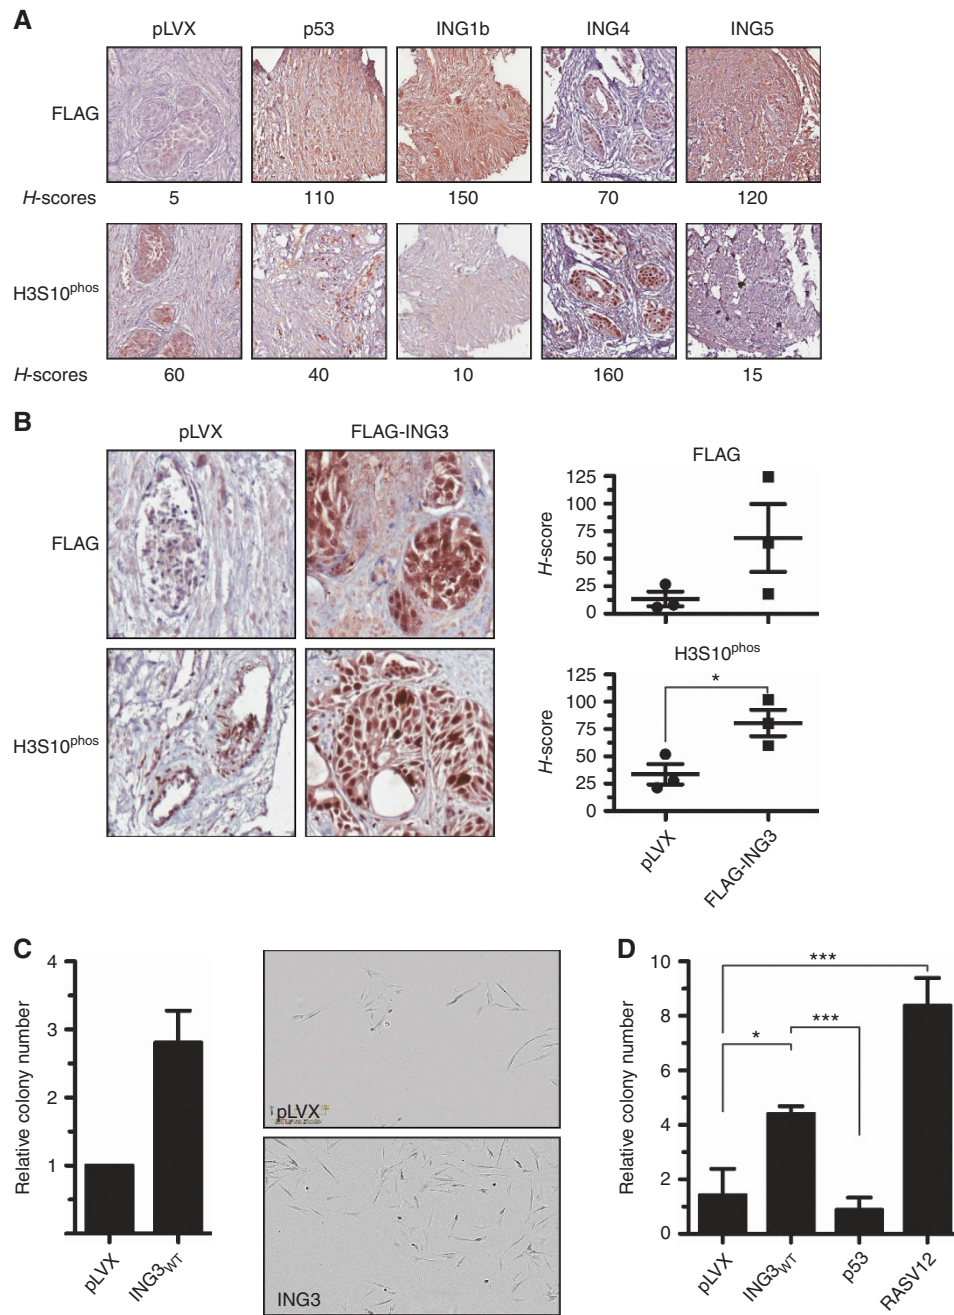 A
pLVX p53 ING1b ING4 ING5
FLAG
H-scores 5 110 150 70 120
H3S10phos
H-scores 60 40 10 160 15
B
pLVX FLAG-ING3
FLAG
H3S10phos
FLAG
H-score
125
100
75
50
25
0
H3S10phos
*
H-score
125
100
75
50
25
0
pLVX FLAG-ING3
C
Relative colony number
4
3
2
1
pLVX ING3WT
pLVX
ING3
D
Relative colony number
10
8
6
4
2
0
***
* ***
pLVX ING3WT p53 RASV12